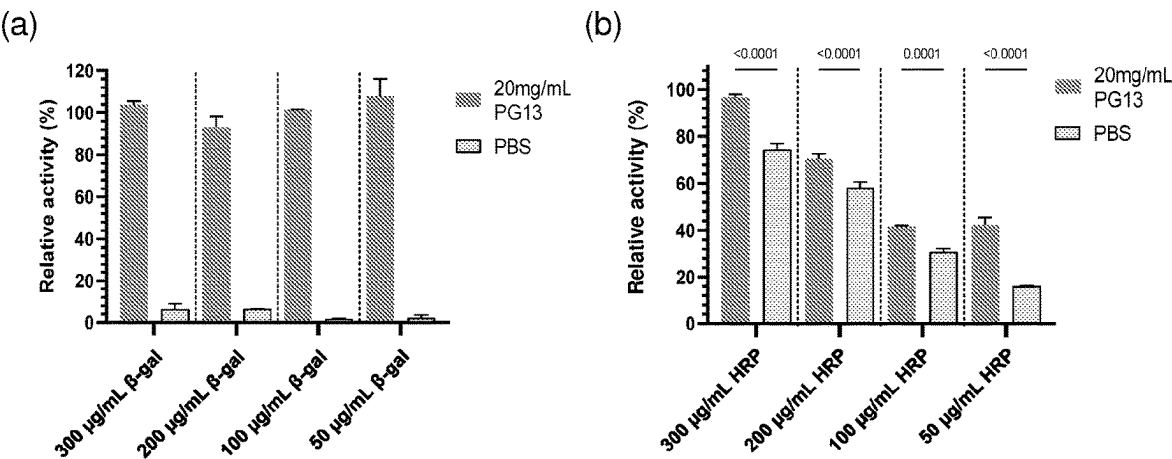 (a)
Relative activity (%)
120
100
80
60
40
20
0
300 µg/mL β-gal
200 µg/mL β-gal
100 µg/mL β-gal
50 µg/mL β-gal
20mg/mL
PG13
PBS
(b)
<0.0001
<0.0001
0.0001
<0.0001
Relative activity (%)
100
80
60
40
20
0
300 µg/mL HRP
200 µg/mL HRP
100 µg/mL HRP
50 µg/mL HRP
20mg/mL
PG13
PBS